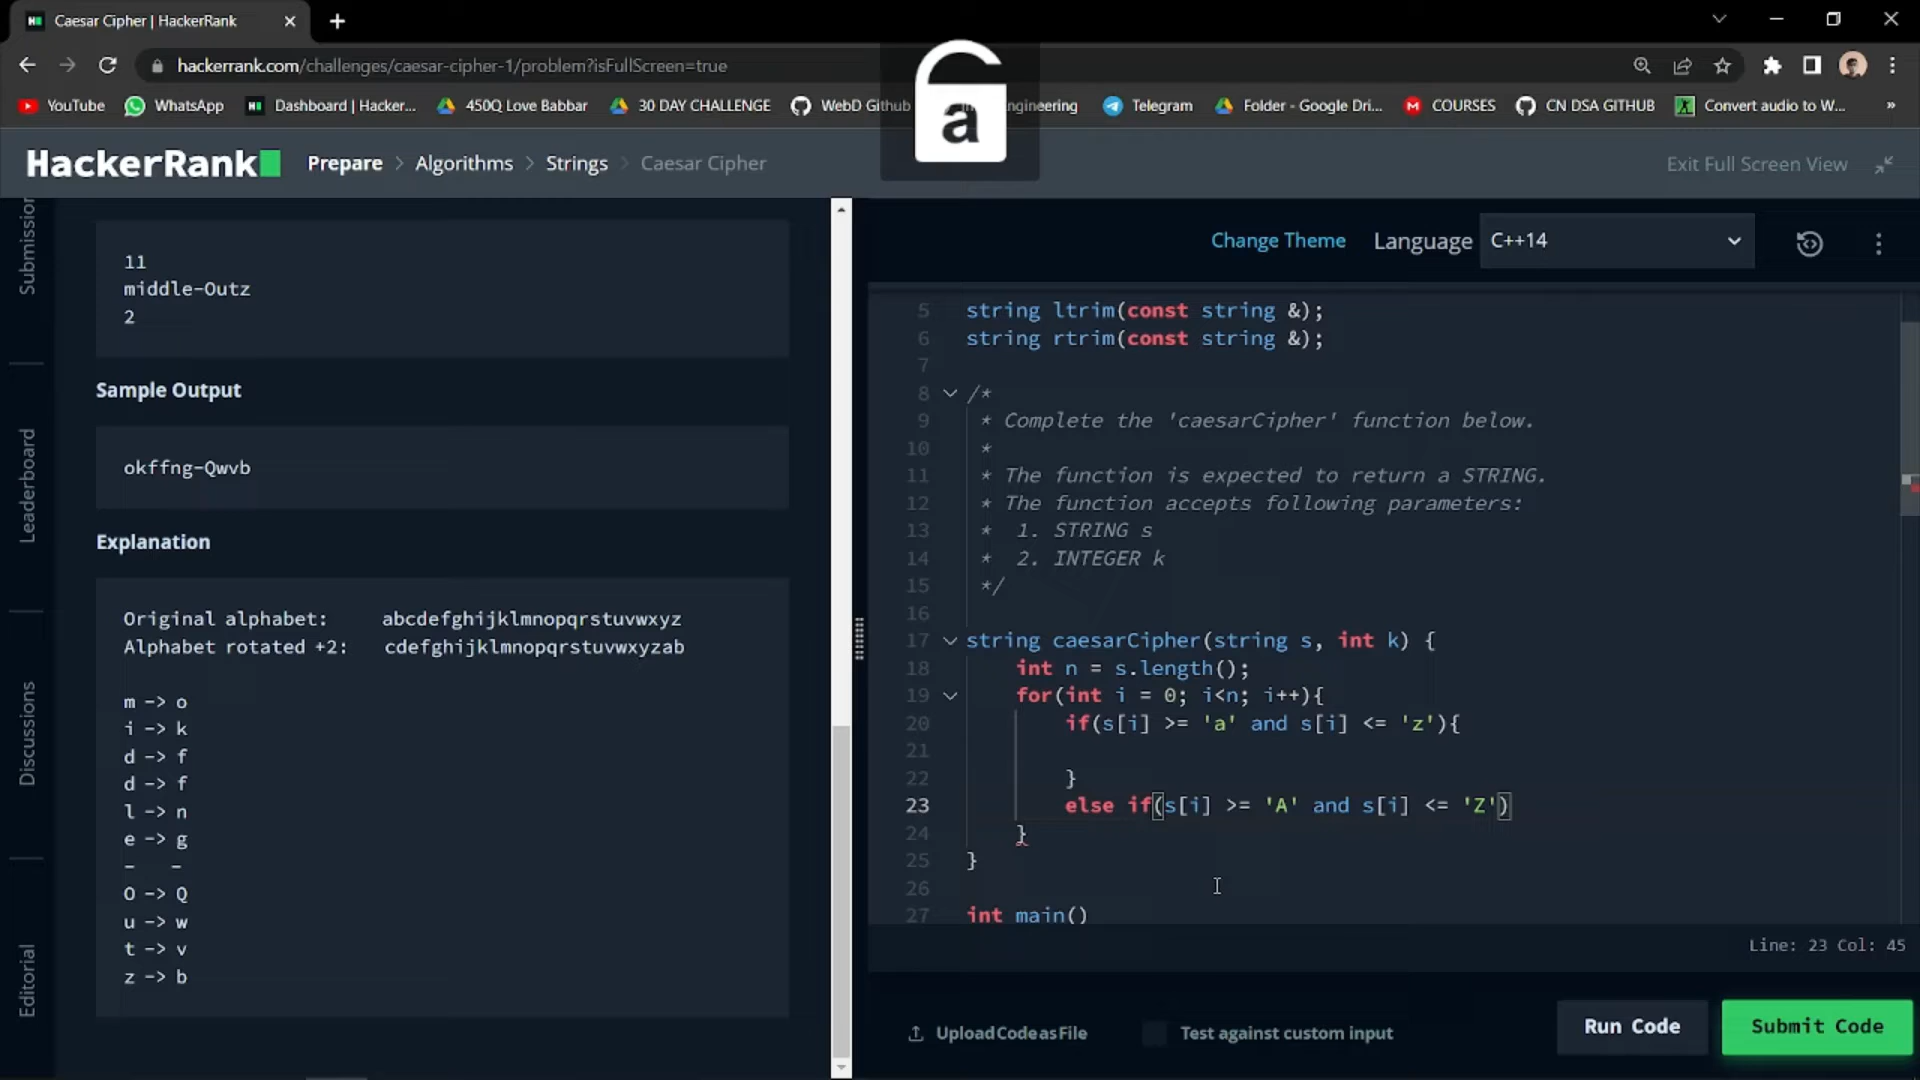 Caesar Cipher | HackerRank
hackerrank.com/challenges/caesar-cipher-1/problem?isFullScreen=true
YouTube WhatsApp Dashboard | Hacker... 450Q Love Babbar 30 DAY CHALLENGE WebD Github Engineering Telegram Folder - Google Dri... COURSES CN DSA GITHUB Convert audio to W... »
a
HackerRank Prepare > Algorithms > Strings > Caesar Cipher Exit Full Screen View
Leaderboard
Discussions
Editorial
11
middle-Outz
2
Sample Output
okffng-Qwvb
Explanation
Original alphabet: abcdefghijklmnopqrstuvwxyz
Alphabet rotated +2: cdefghijklmnopqrstuvwxyzab
m -> o
i -> k
d -> f
d -> f
l -> n
e -> g
- -
O -> Q
u -> w
t -> v
z -> b
Change Theme Language C++14
5 string ltrim(const string &);
6 string rtrim(const string &);
7
8 /*
9 * Complete the 'caesarCipher' function below.
10 *
11 * The function is expected to return a STRING.
12 * The function accepts following parameters:
13 * 1. STRING s
14 * 2. INTEGER k
15 */
16
17 string caesarCipher(string s, int k) {
18 int n = s.length();
19 for(int i = 0; i<n; i++){
20 if(s[i] >= 'a' and s[i] <= 'z'){
21
22 }
23 else if(s[i] >= 'A' and s[i] <= 'Z')
24 }
25 }
26
27 int main()
Line: 23 Col: 45
Upload Code as File Test against custom input Run Code Submit Code